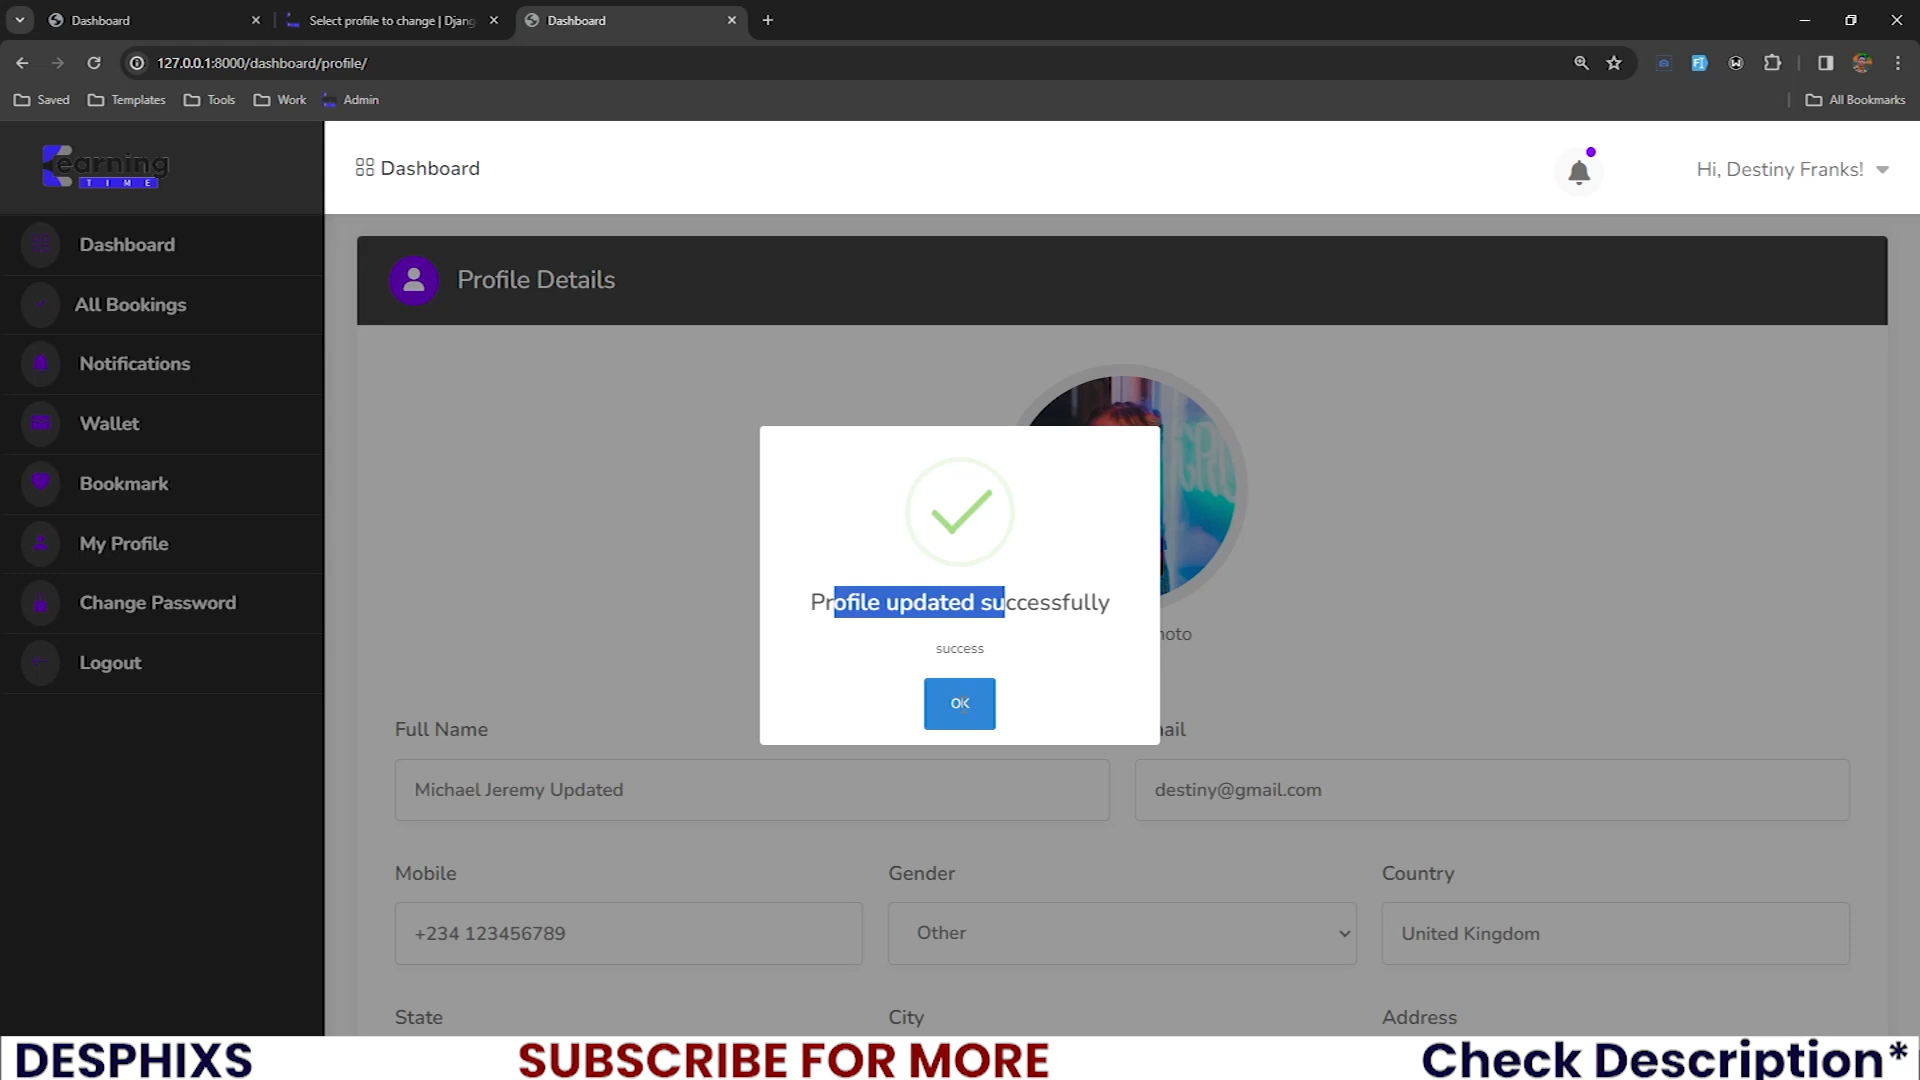 Dashboard
Select profile to change | Djang
Dashboard
127.0.0.1:8000/dashboard/profile/
Saved
Templates
Tools
Work
Admin
All Bookmarks
Learning
TIME
Dashboard
Hi, Destiny Franks!
Dashboard
All Bookings
Notifications
Wallet
Bookmark
My Profile
Change Password
Logout
Profile Details
Profile updated successfully
success
OK
hoto
Full Name
ail
Michael Jeremy Updated
destiny@gmail.com
Mobile
Gender
Country
+234 123456789
Other
United Kingdom
State
City
Address
DESPHIXS
SUBSCRIBE FOR MORE
Check Description*